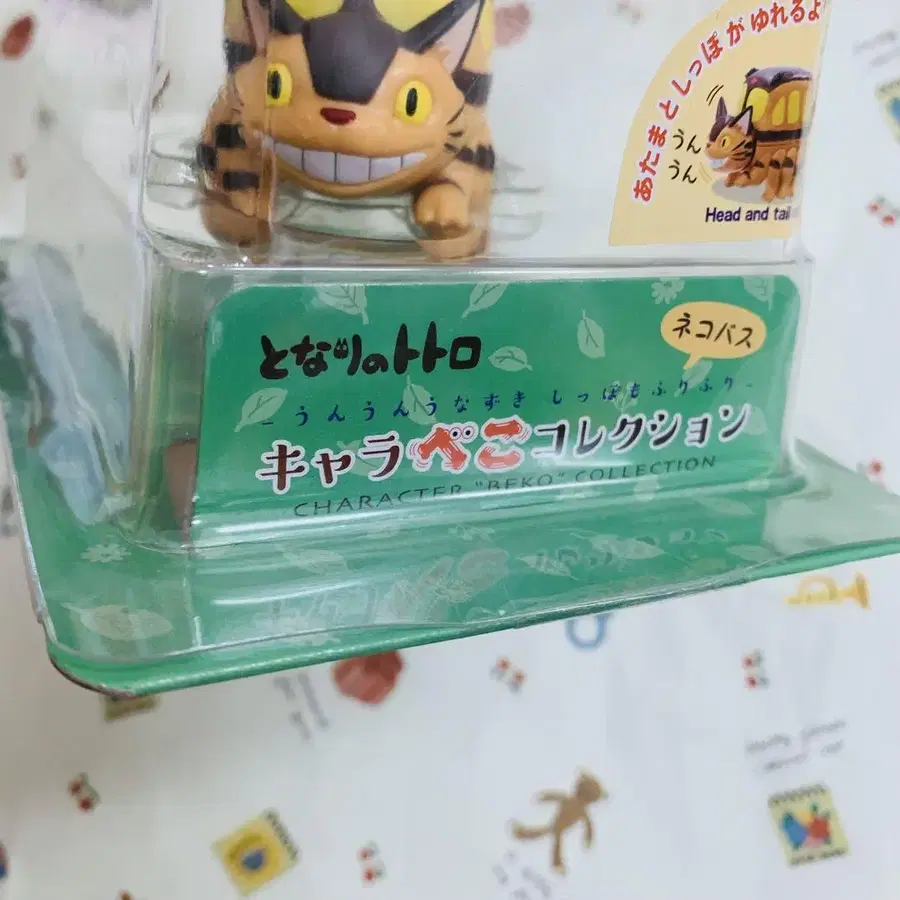 あたまとしっぽがゆれるよ
うん
うん
Head and tail
ネコバス
となりのトトロ
- うんうんうなずき しっぽもふりふり -
キャラべこコレクション
CHARACTER "BEKO" COLLECTION